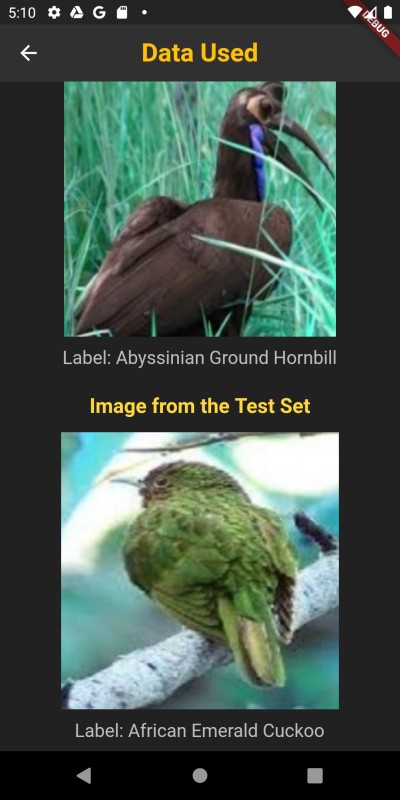 5:10
DEBUG
Data Used
Label: Abyssinian Ground Hornbill
Image from the Test Set
Label: African Emerald Cuckoo